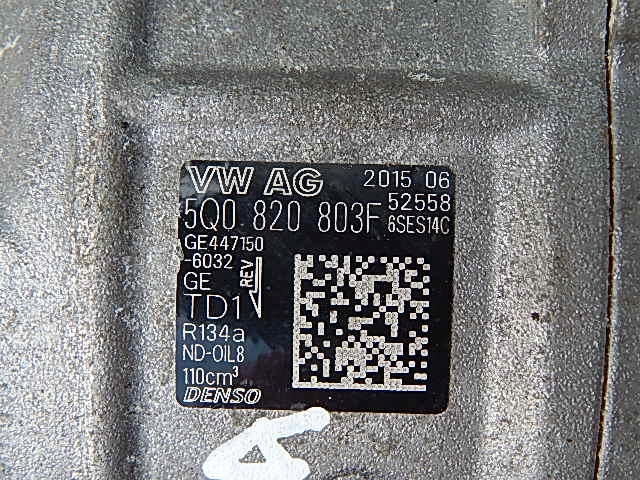 VW AG 2015 06
52558
5Q0 820 803F 6SES14C
GE447150
-6032
GE REV
TD1
R134a
ND-OIL8
110cm³
DENSO